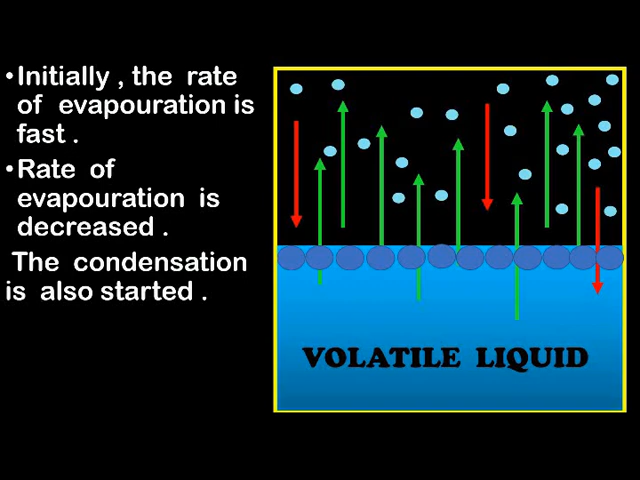 •Initially , the rate
of evapouration is
fast .
•Rate of
evapouration is
decreased .
The condensation
is also started .
VOLATILE LIQUID